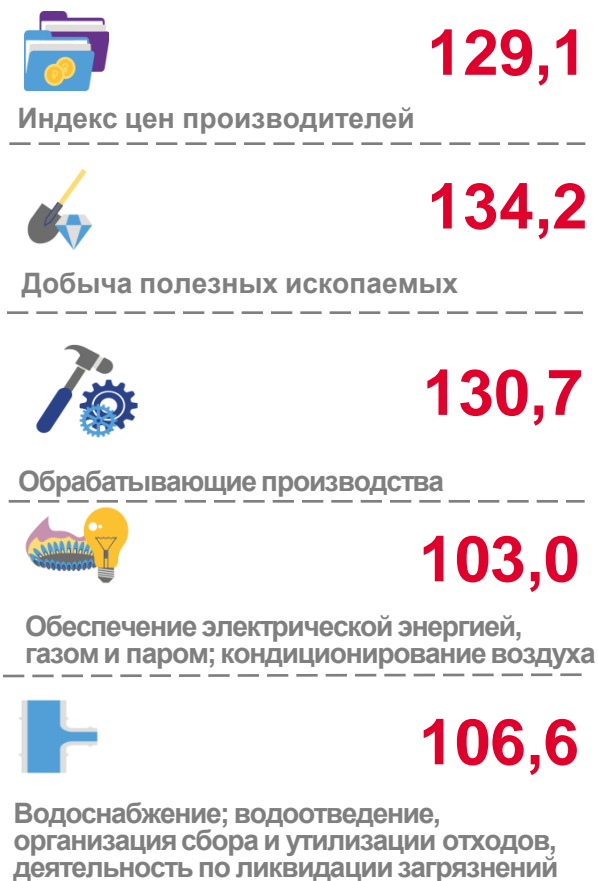 129,1
Индекс цен производителей
134,2
Добыча полезных ископаемых
130,7
Обрабатывающие производства
103,0
Обеспечение электрической энергией,
газом и паром; кондиционирование воздуха
106,6
Водоснабжение; водоотведение,
организация сбора и утилизации отходов,
деятельность по ликвидации загрязнений